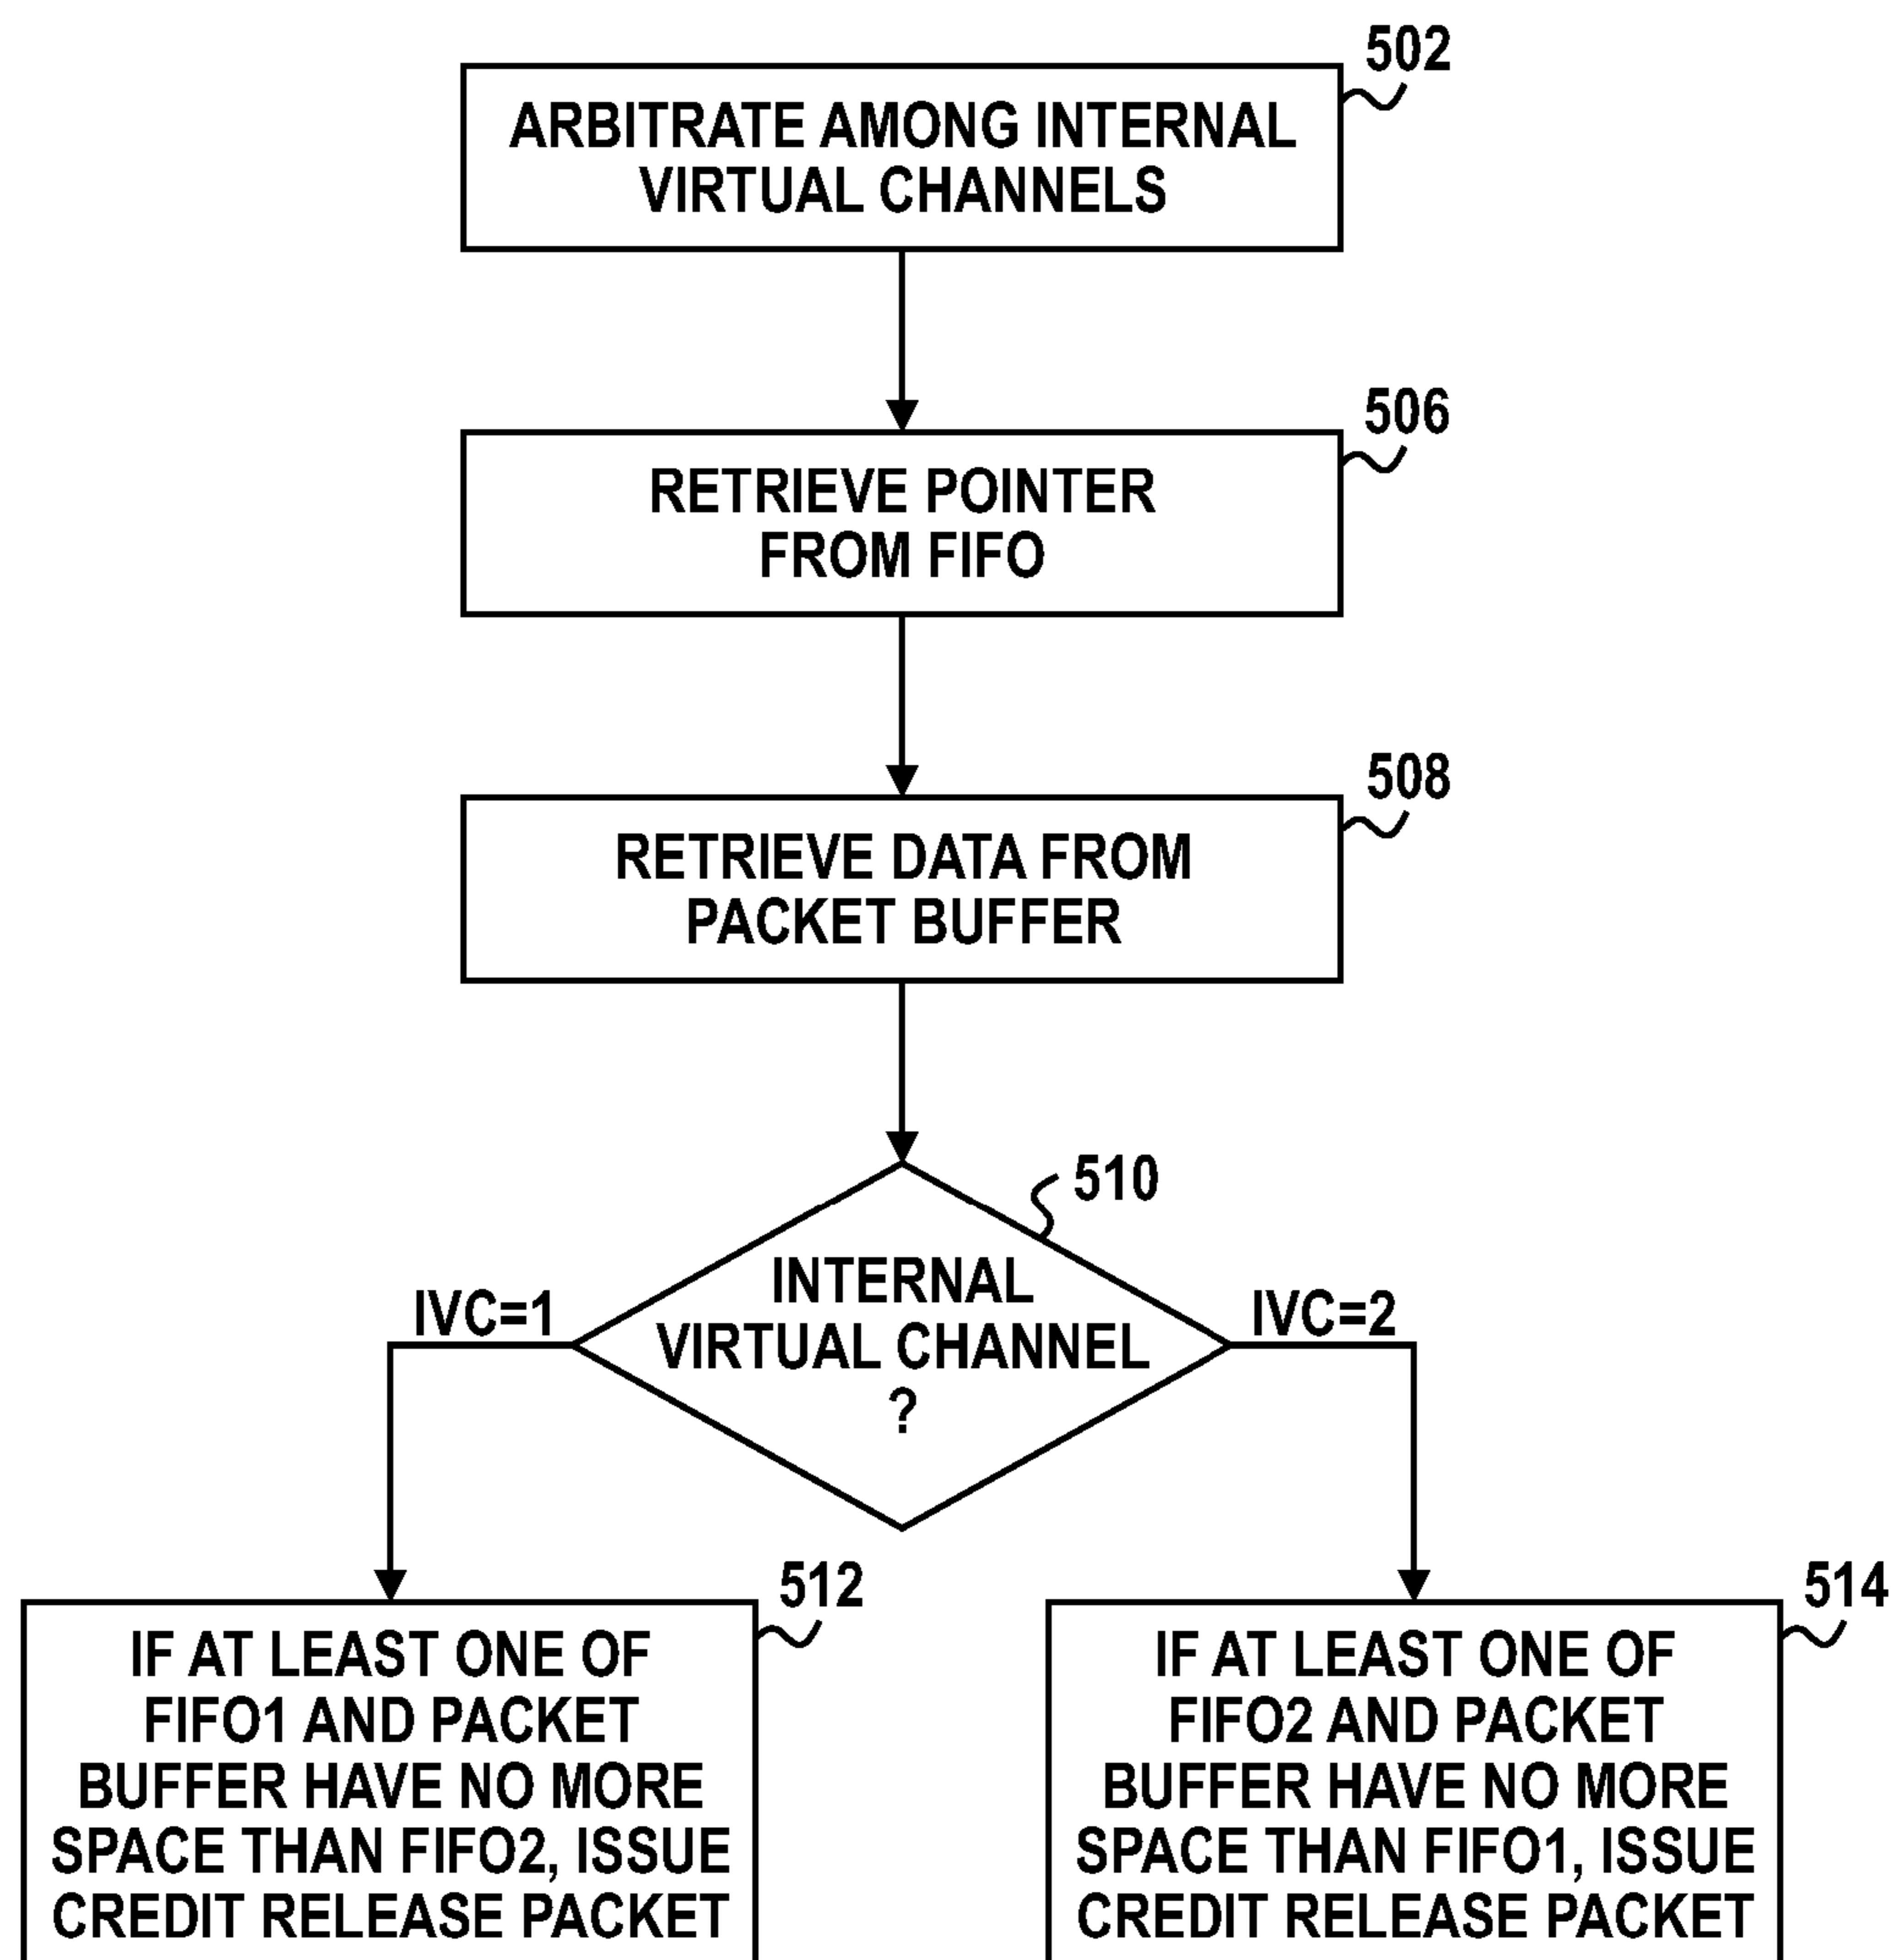 502
ARBITRATE AMONG INTERNAL
VIRTUAL CHANNELS
506
RETRIEVE POINTER
FROM FIFO
508
RETRIEVE DATA FROM
PACKET BUFFER
510
INTERNAL
VIRTUAL CHANNEL
?
IVC=1
IVC=2
512
IF AT LEAST ONE OF
FIFO1 AND PACKET
BUFFER HAVE NO MORE
SPACE THAN FIFO2, ISSUE
CREDIT RELEASE PACKET
514
IF AT LEAST ONE OF
FIFO2 AND PACKET
BUFFER HAVE NO MORE
SPACE THAN FIFO1, ISSUE
CREDIT RELEASE PACKET